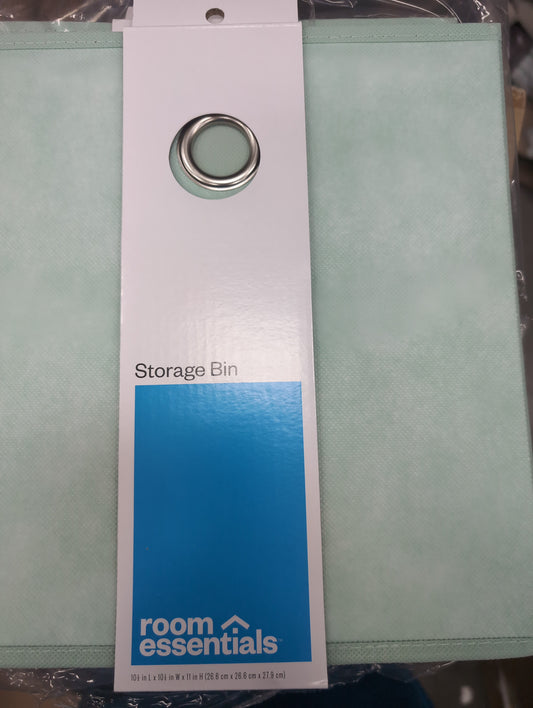 Storage Bin
room
essentials™
10½ in L x 10½ in W x 11 in H (26.6 cm x 26.6 cm x 27.9 cm)